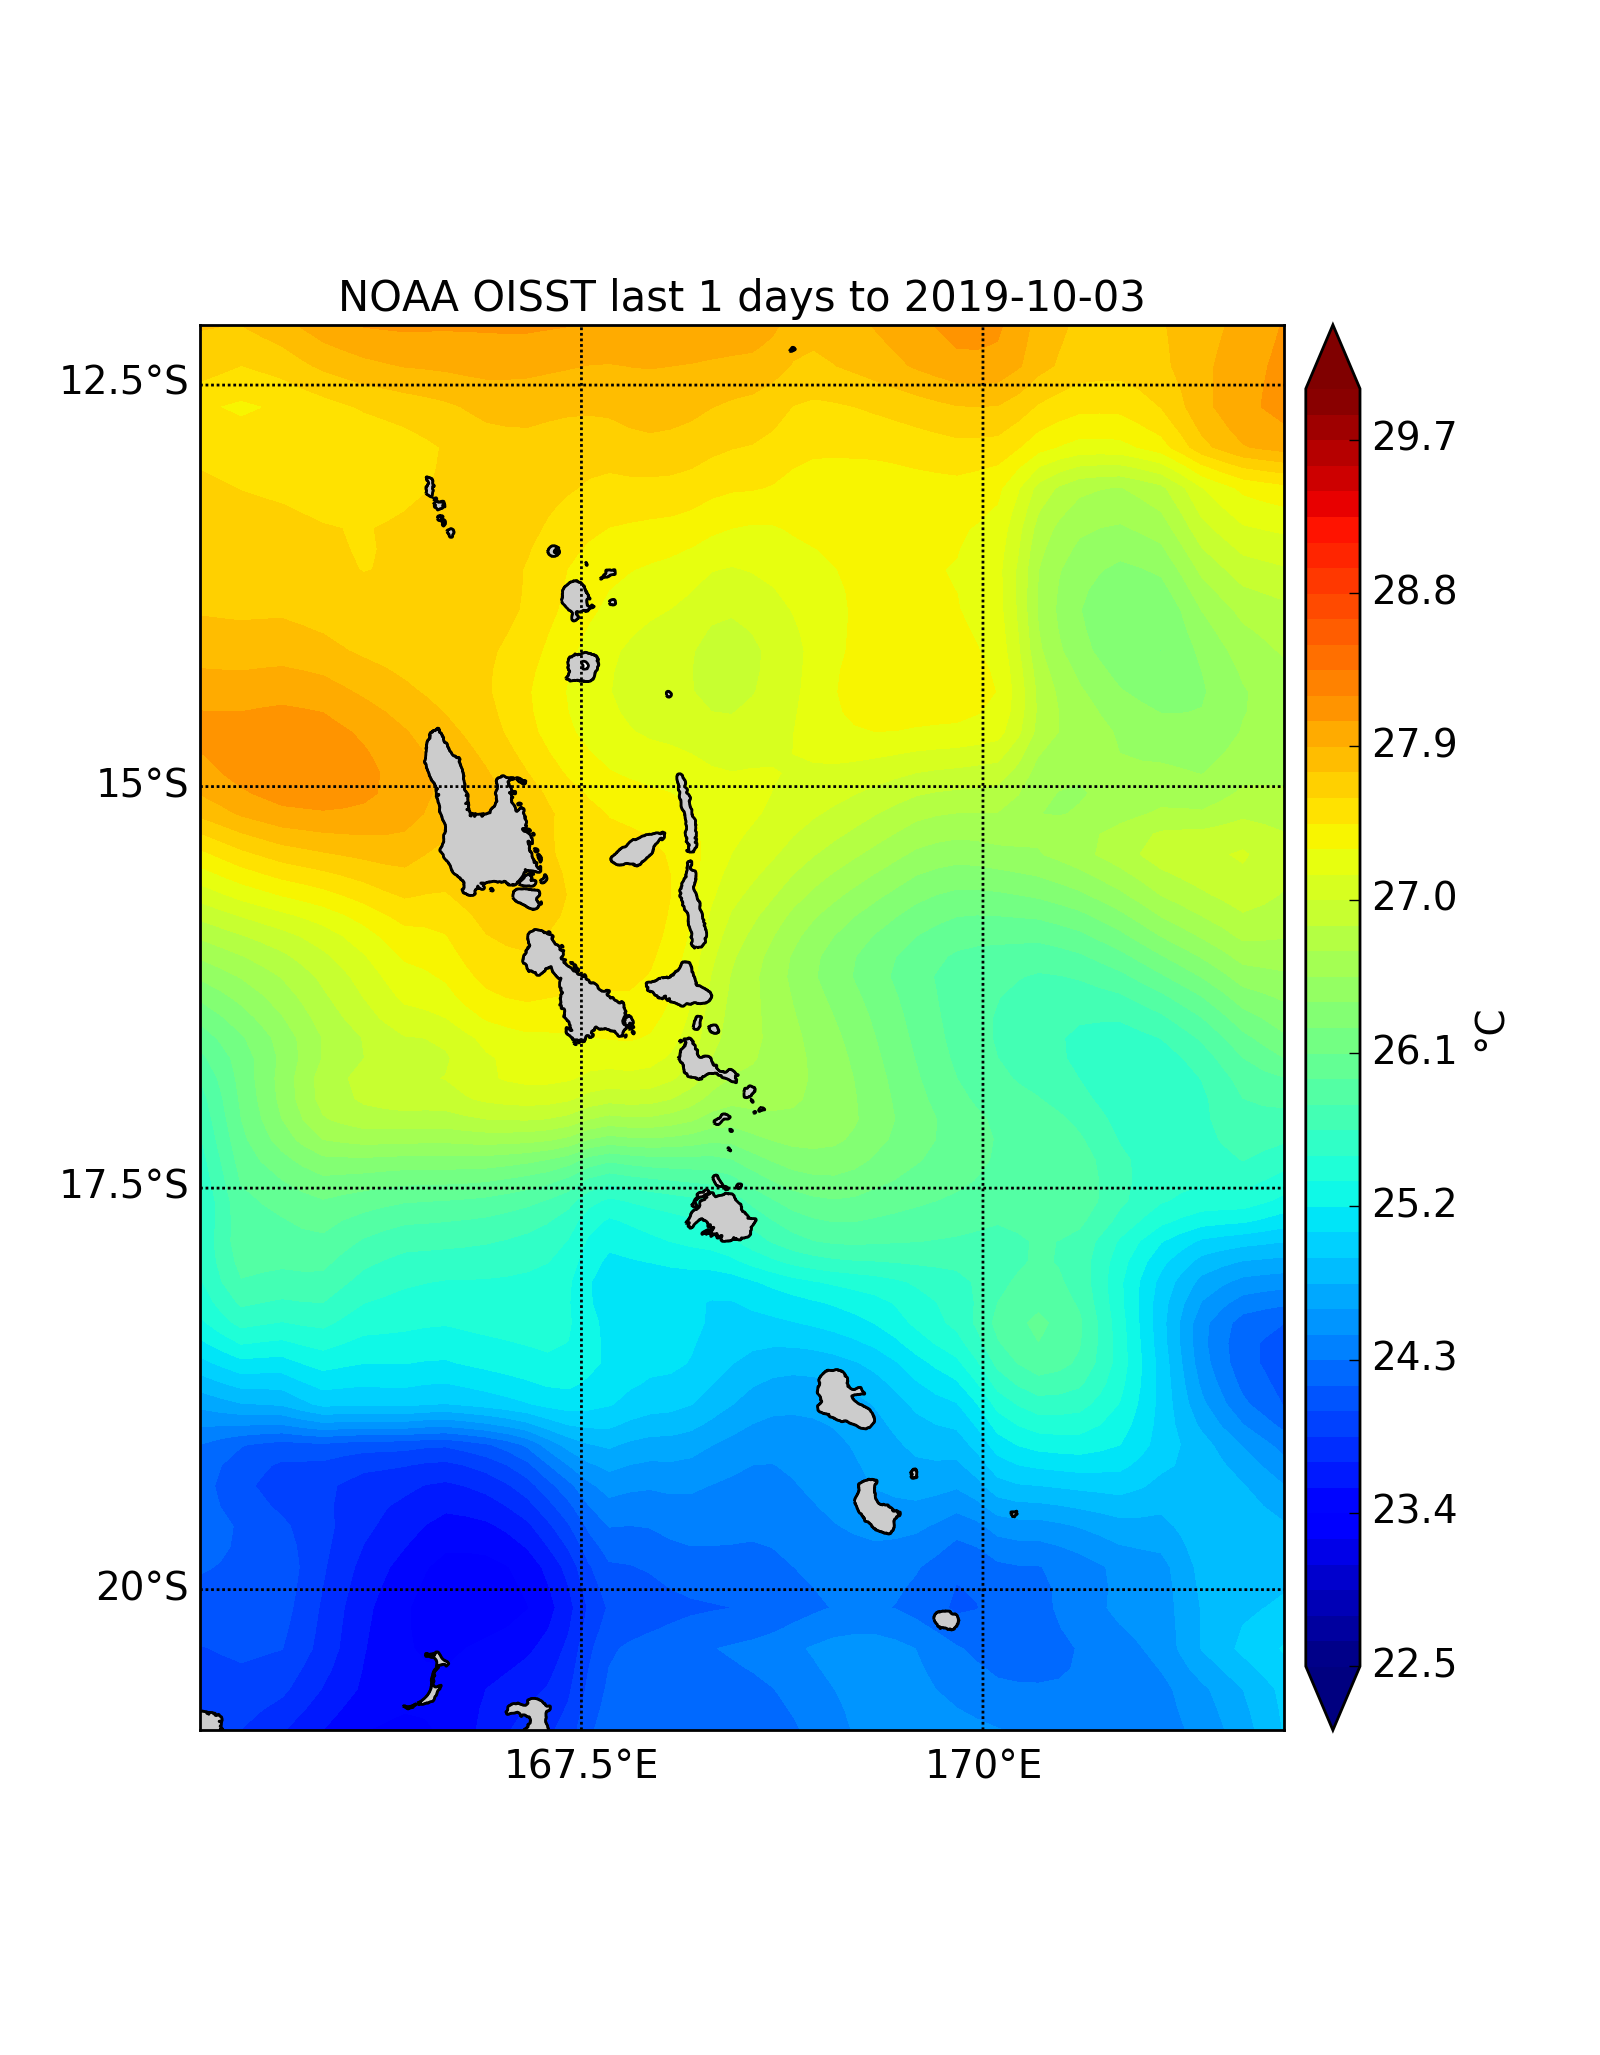 NOAA OISST last 1 days to 2019-10-03
12.5°S
15°S
17.5°S
20°S
167.5°E
170°E
29.7
28.8
27.9
27.0
26.1
25.2
24.3
23.4
22.5
°C